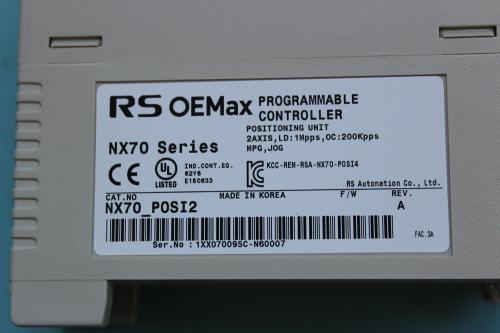 RS OEMax PROGRAMMABLE
CONTROLLER
POSITIONING UNIT
NX70 Series 2AXIS,LD:1Mpps,OC:200Kpps
MPG,JOG
CE UL LISTED IND.CONT.EQ.
62Y8
E150833
KCC-REM-RSA-NX70-POSI4
RS Automation Co., Ltd.
CAT.NO MADE IN KOREA F/W REV.
NX70_POSI2 A
Ser.No : 1XX07009SC-N60007 FAC.3A